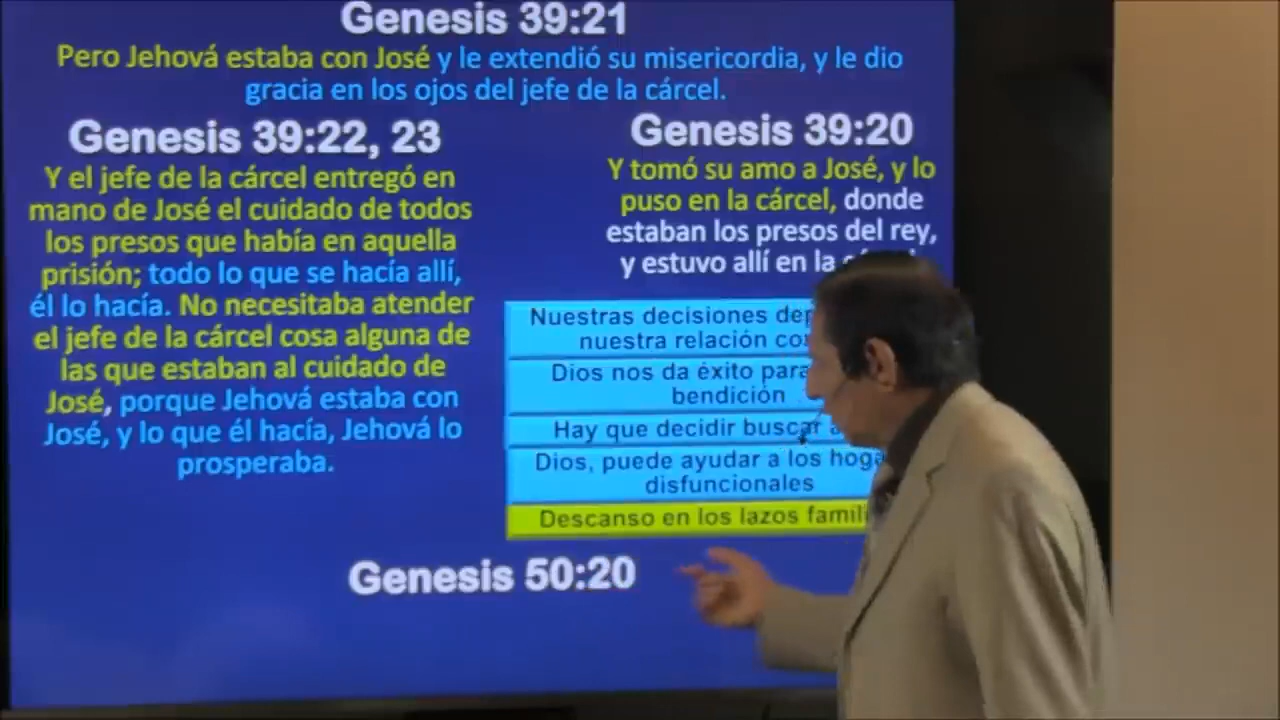 Genesis 39:21
Pero Jehová estaba con José y le extendió su misericordia, y le dio
gracia en los ojos del jefe de la cárcel.
Genesis 39:22, 23
Y el jefe de la cárcel entregó en
mano de José el cuidado de todos
los presos que había en aquella
prisión; todo lo que se hacía allí,
él lo hacía. No necesitaba atender
el jefe de la cárcel cosa alguna de
las que estaban al cuidado de
José, porque Jehová estaba con
José, y lo que él hacía, Jehová lo
prosperaba.
Genesis 39:20
Y tomó su amo a José, y lo
puso en la cárcel, donde
estaban los presos del rey,
y estuvo allí en la
Nuestras decisiones
nuestra relación
Dios nos da éxito para
bendición
Hay que decidir buscar
Dios, puede ayudar a los
disfuncionales
Descanso en los lazos
Genesis 50:20